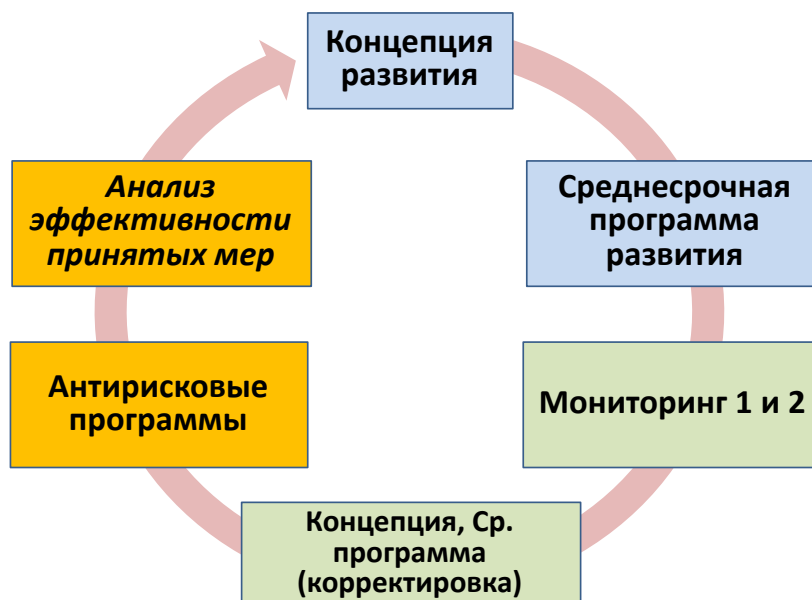 Концепция
развития
Среднесрочная
программа
развития
Мониторинг 1 и 2
Концепция, Ср.
программа
(корректировка)
Антирисковые
программы
Анализ
эффективности
принятых мер